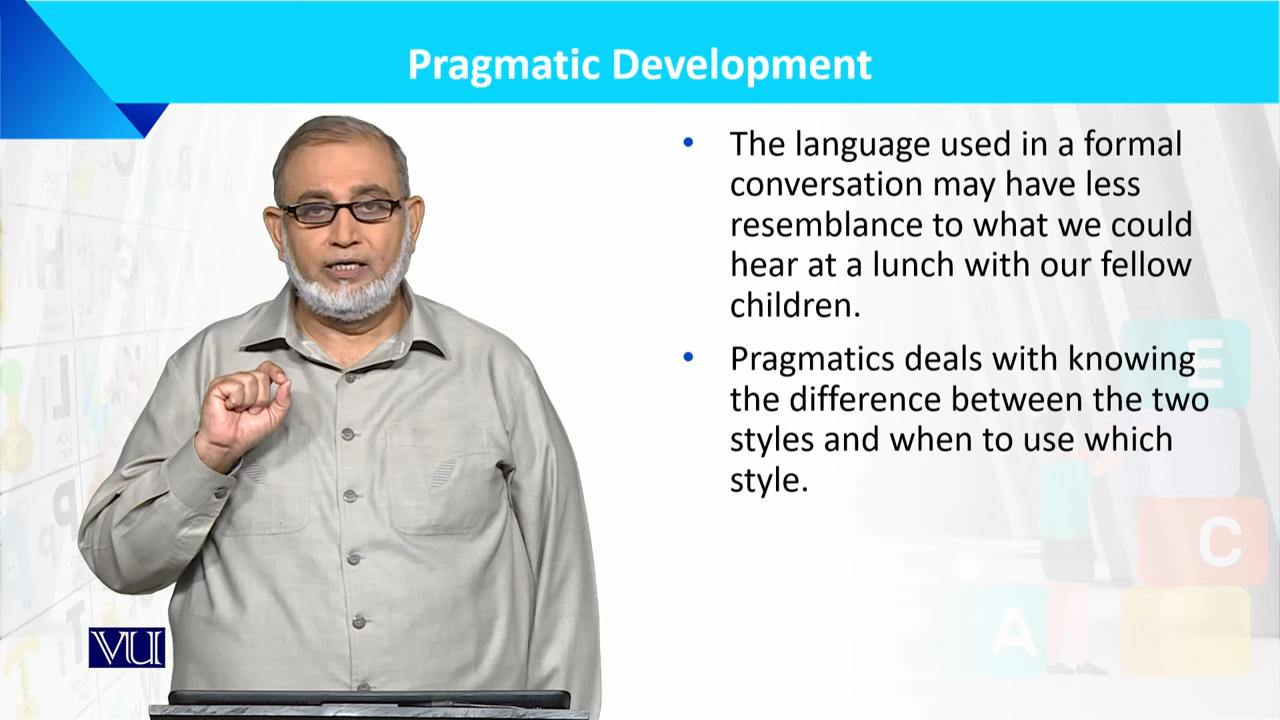 Pragmatic Development
• The language used in a formal
conversation may have less
resemblance to what we could
hear at a lunch with our fellow
children.
• Pragmatics deals with knowing
the difference between the two
styles and when to use which
style.
E
C
A
VU